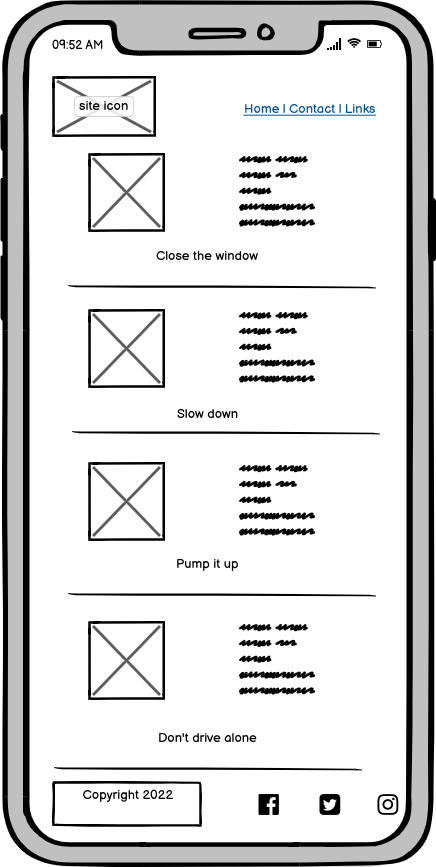 09:52 AM
site icon
Home | Contact | Links
Close the window
Slow down
Pump it up
Don't drive alone
Copyright 2022